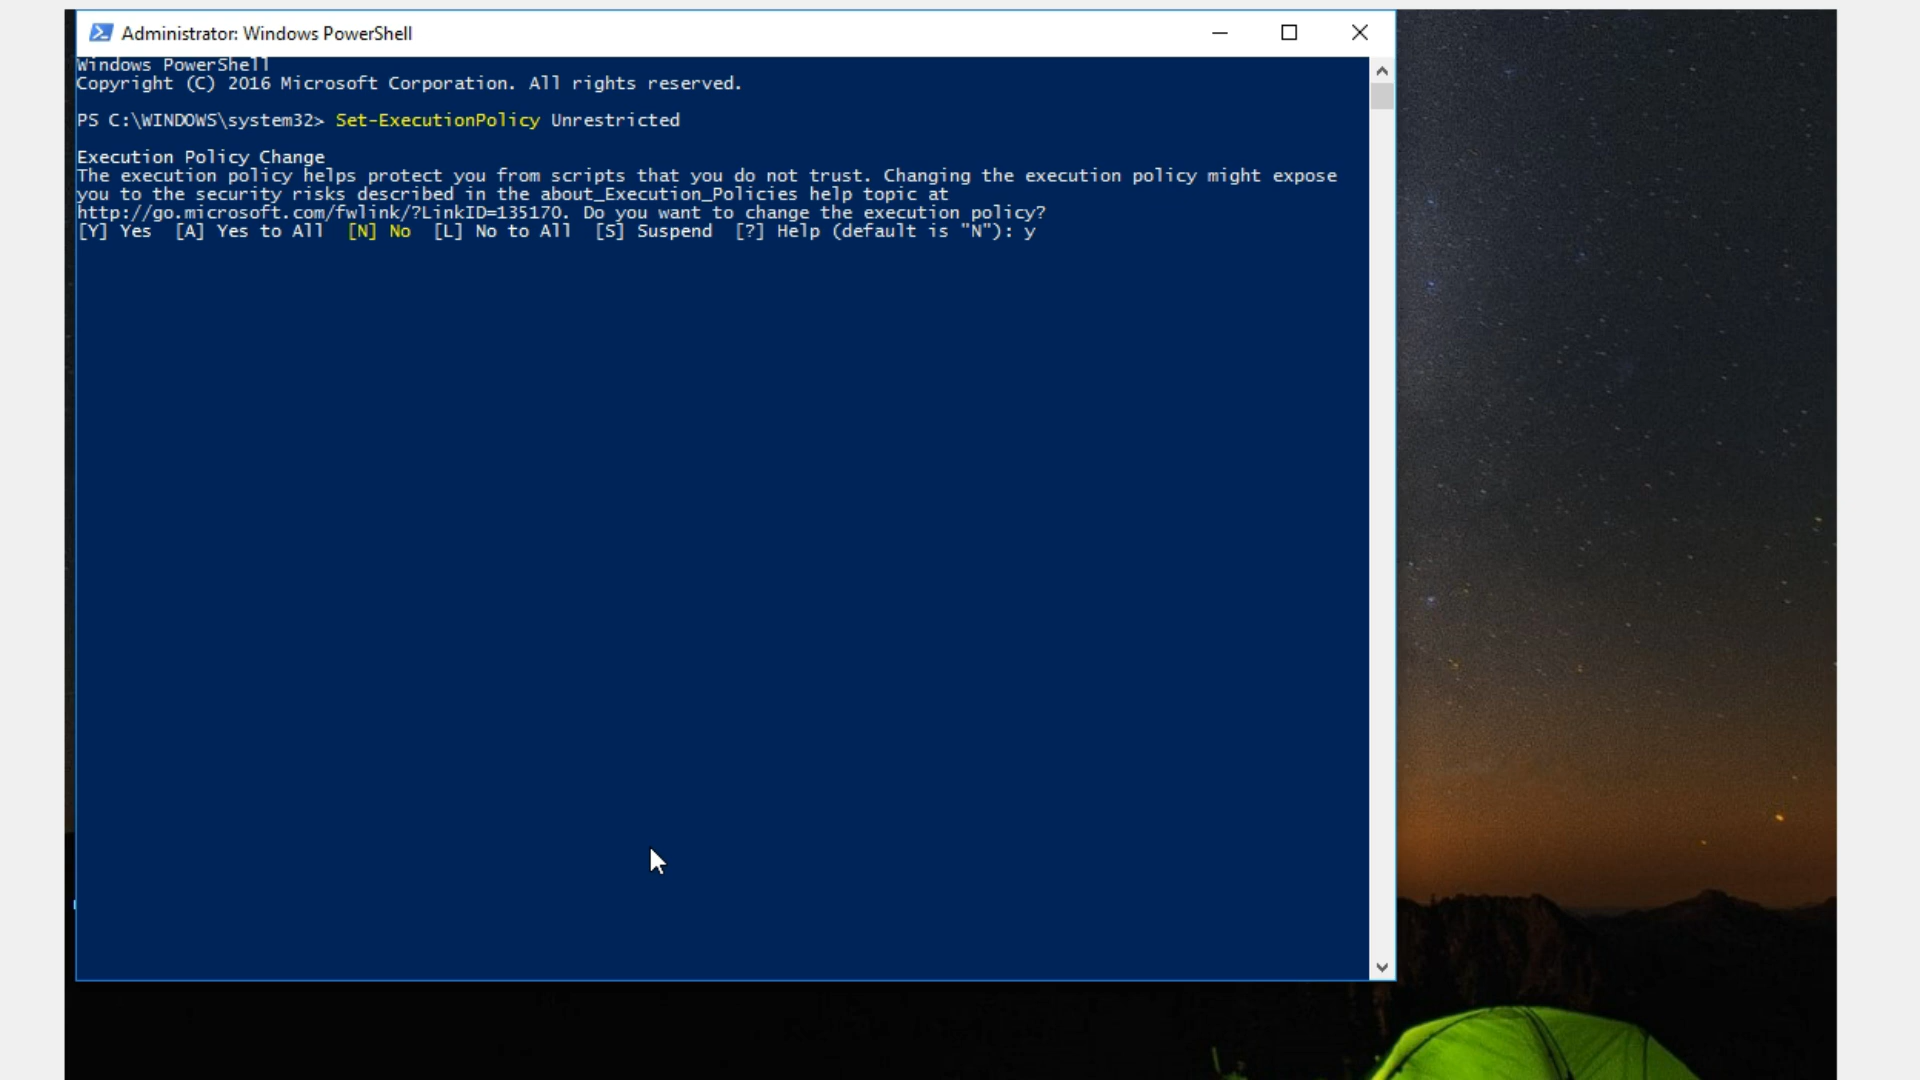 Administrator: Windows PowerShell
Windows PowerShell
Copyright (C) 2016 Microsoft Corporation. All rights reserved.
PS C:\WINDOWS\system32> Set-ExecutionPolicy Unrestricted
Execution Policy Change
The execution policy helps protect you from scripts that you do not trust. Changing the execution policy might expose
you to the security risks described in the about_Execution_Policies help topic at
http://go.microsoft.com/fwlink/?LinkID=135170. Do you want to change the execution policy?
[Y] Yes  [A] Yes to All  [N] No  [L] No to All  [S] Suspend  [?] Help (default is "N"): y